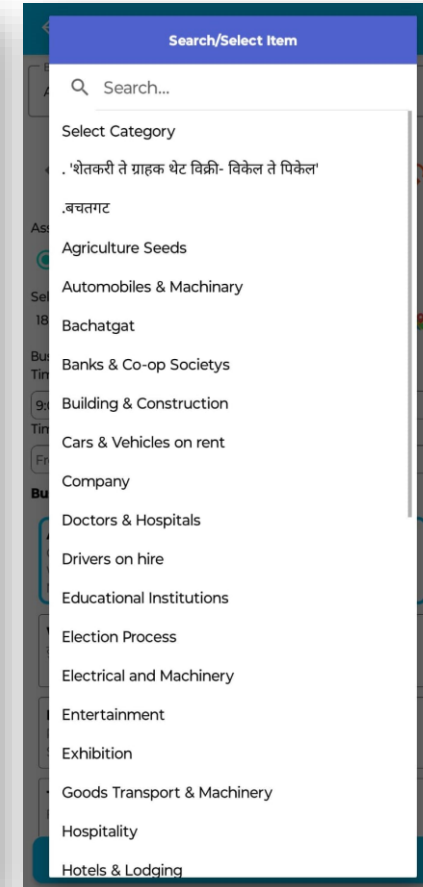 Search/Select Item
Search...
Select Category
. 'शेतकरी ते ग्राहक थेट विक्री- विकेल ते पिकेल'
.बचतगट
Agriculture Seeds
Automobiles & Machinary
Bachatgat
Banks & Co-op Societys
Building & Construction
Cars & Vehicles on rent
Company
Doctors & Hospitals
Drivers on hire
Educational Institutions
Election Process
Electrical and Machinery
Entertainment
Exhibition
Goods Transport & Machinery
Hospitality
Hotels & Lodging